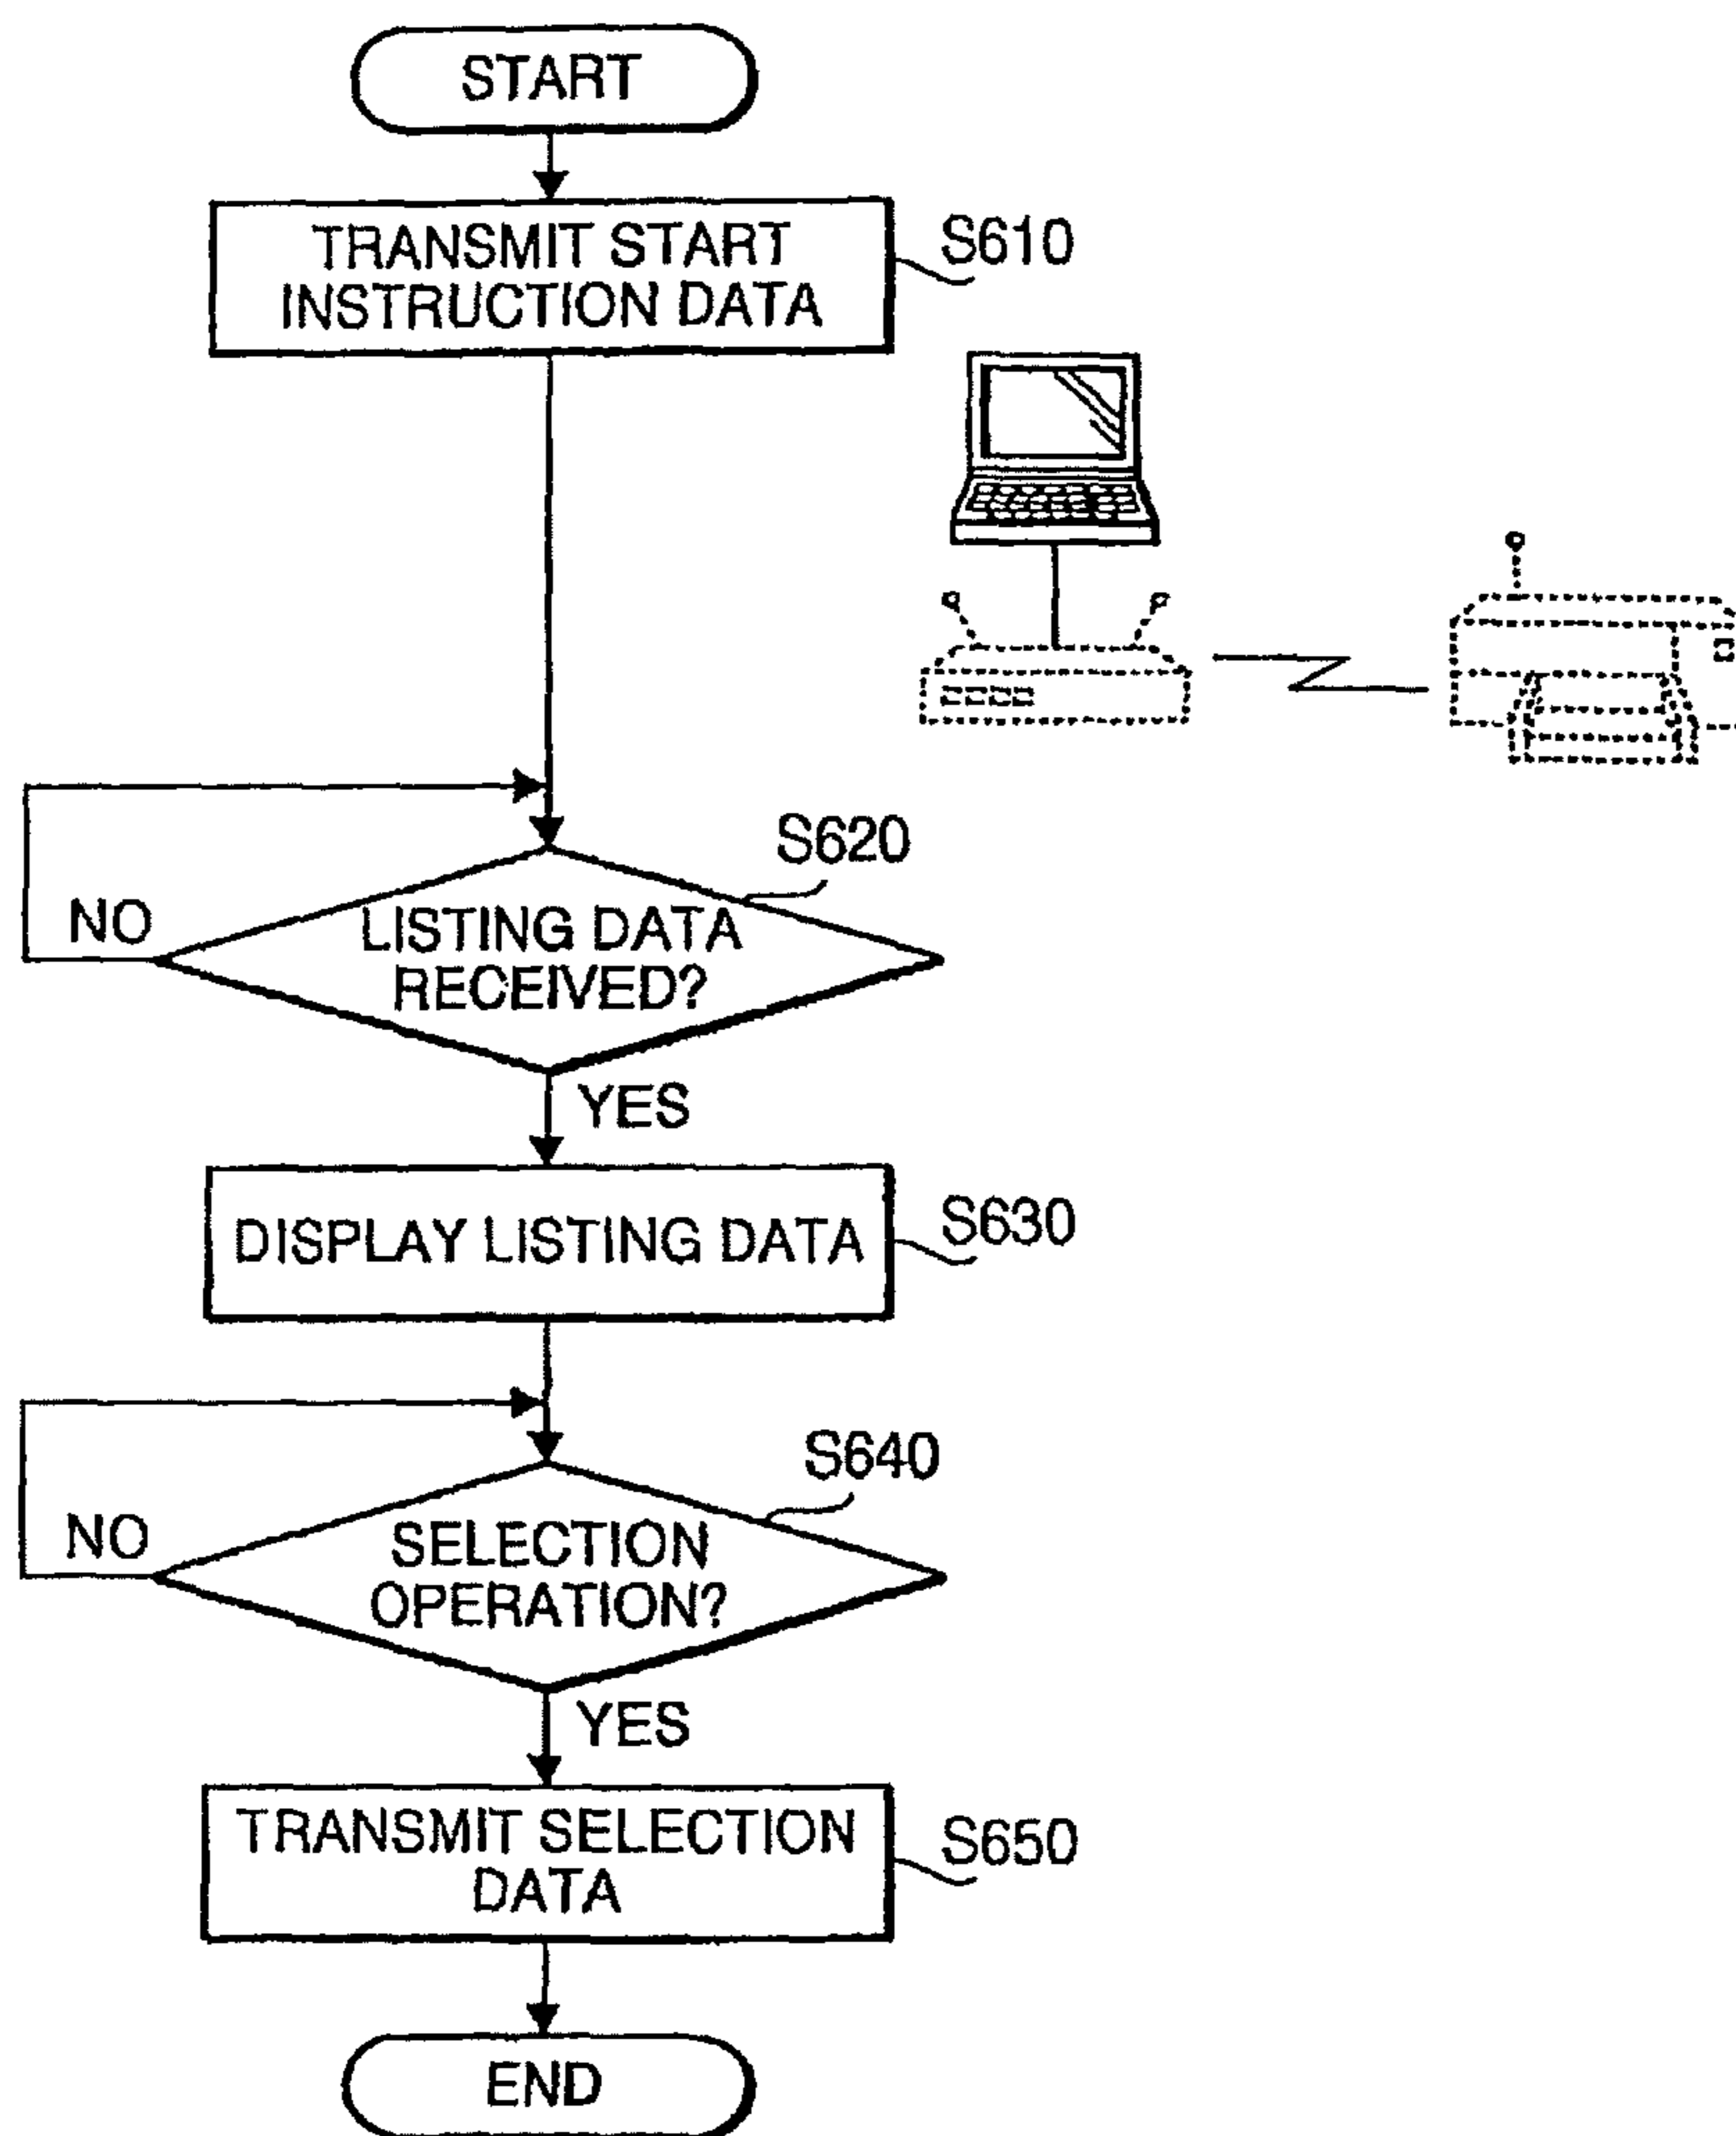 START
TRANSMIT START
INSTRUCTION DATA
S610
S620
LISTING DATA
RECEIVED?
NO
YES
DISPLAY LISTING DATA
S630
S640
SELECTION
OPERATION?
NO
YES
TRANSMIT SELECTION
DATA
S650
END